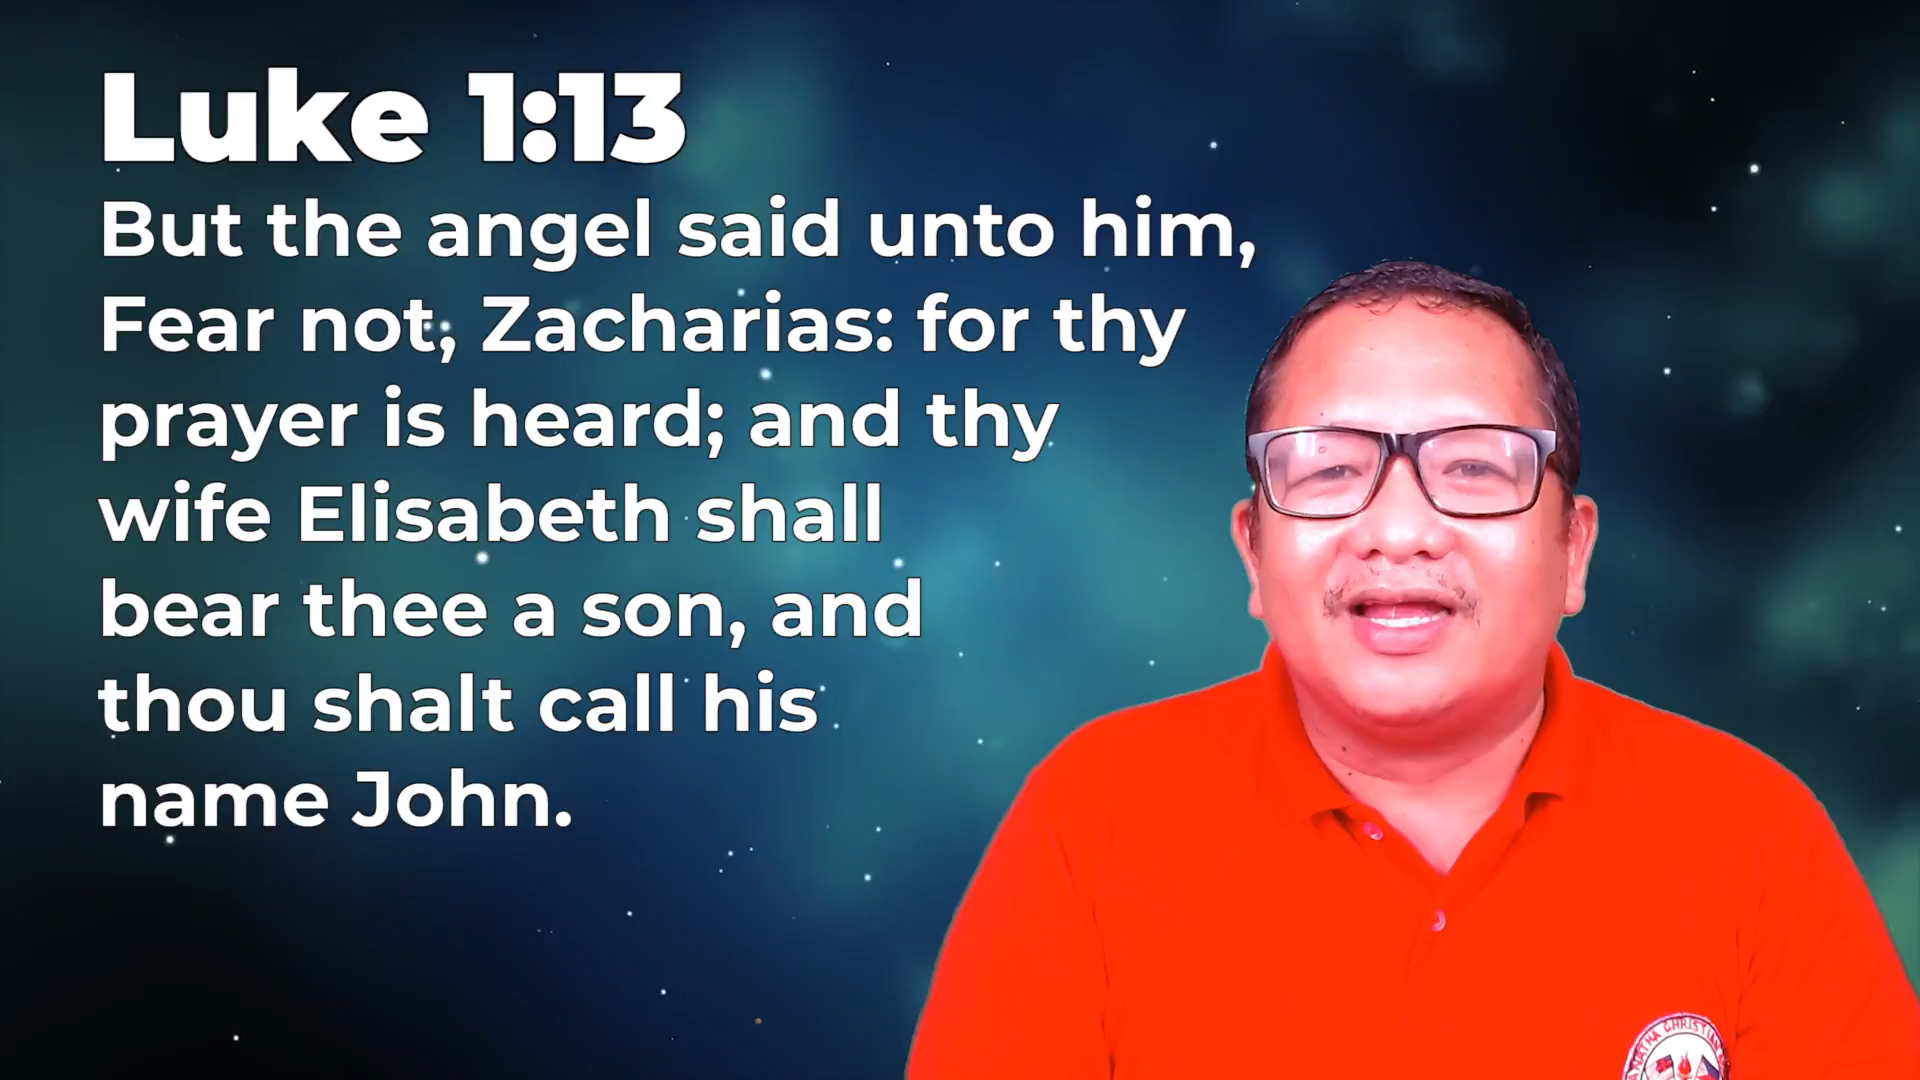 Luke 1:13
But the angel said unto him,
Fear not, Zacharias: for thy
prayer is heard; and thy
wife Elisabeth shall
bear thee a son, and
thou shalt call his
name John.
CHRISTIAN